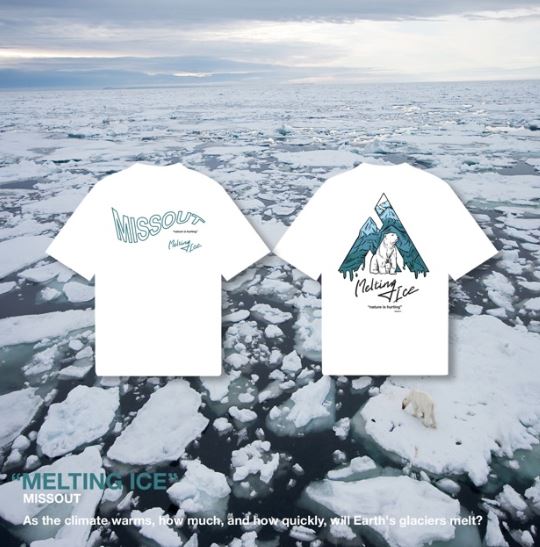 MISSOUT
"nature is hurting"
Melting Ice
Melting Ice
"nature is hurting"
"MELTING ICE"
MISSOUT
As the climate warms, how much, and how quickly, will Earth's glaciers melt?